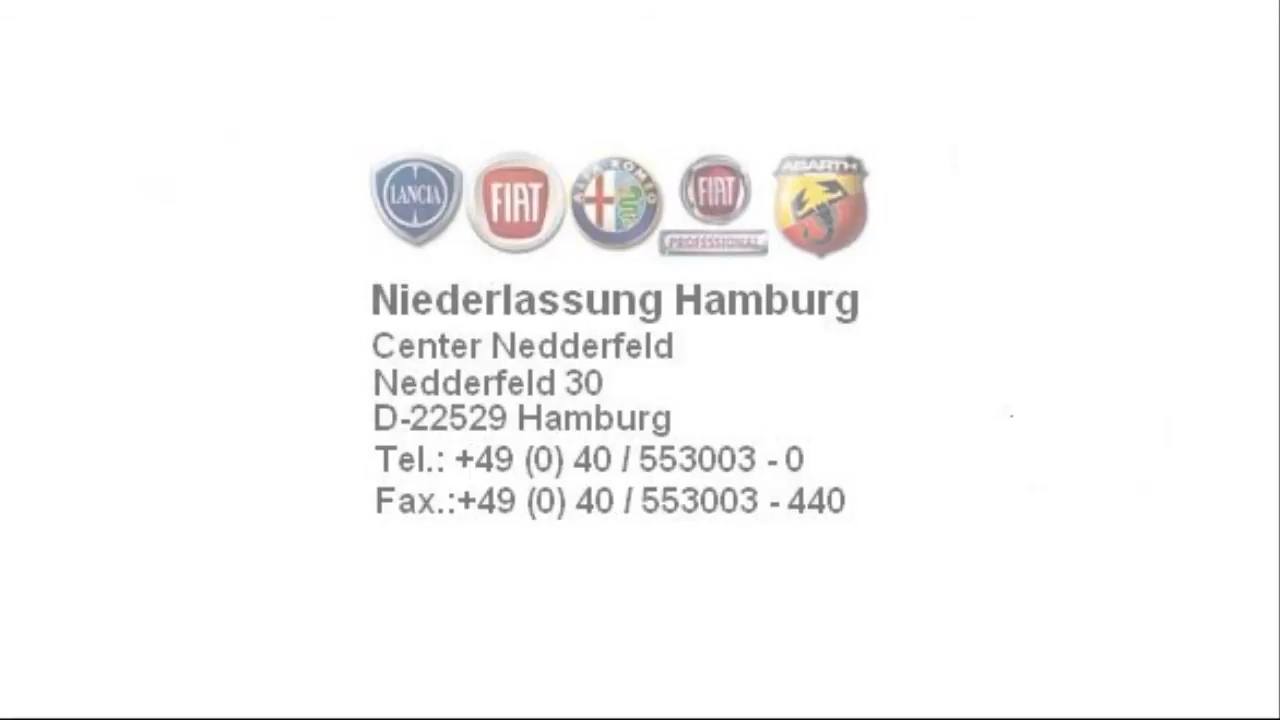 LANCIA FIAT ALFA ROMEO FIAT ABARTH
PROFESSIONAL
Niederlassung Hamburg
Center Nedderfeld
Nedderfeld 30
D-22529 Hamburg
Tel.: +49 (0) 40 / 553003 - 0
Fax.:+49 (0) 40 / 553003 - 440